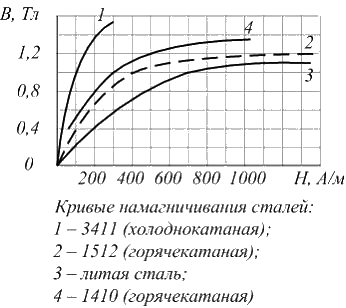 В, Тл
1
4
1,2
2
0,8
3
0,4
0
200 400 600 800 1000 Н, А/м
Кривые намагничивания сталей:
1 – 3411 (холоднокатаная);
2 – 1512 (горячекатаная);
3 – литая сталь;
4 – 1410 (горячекатаная)